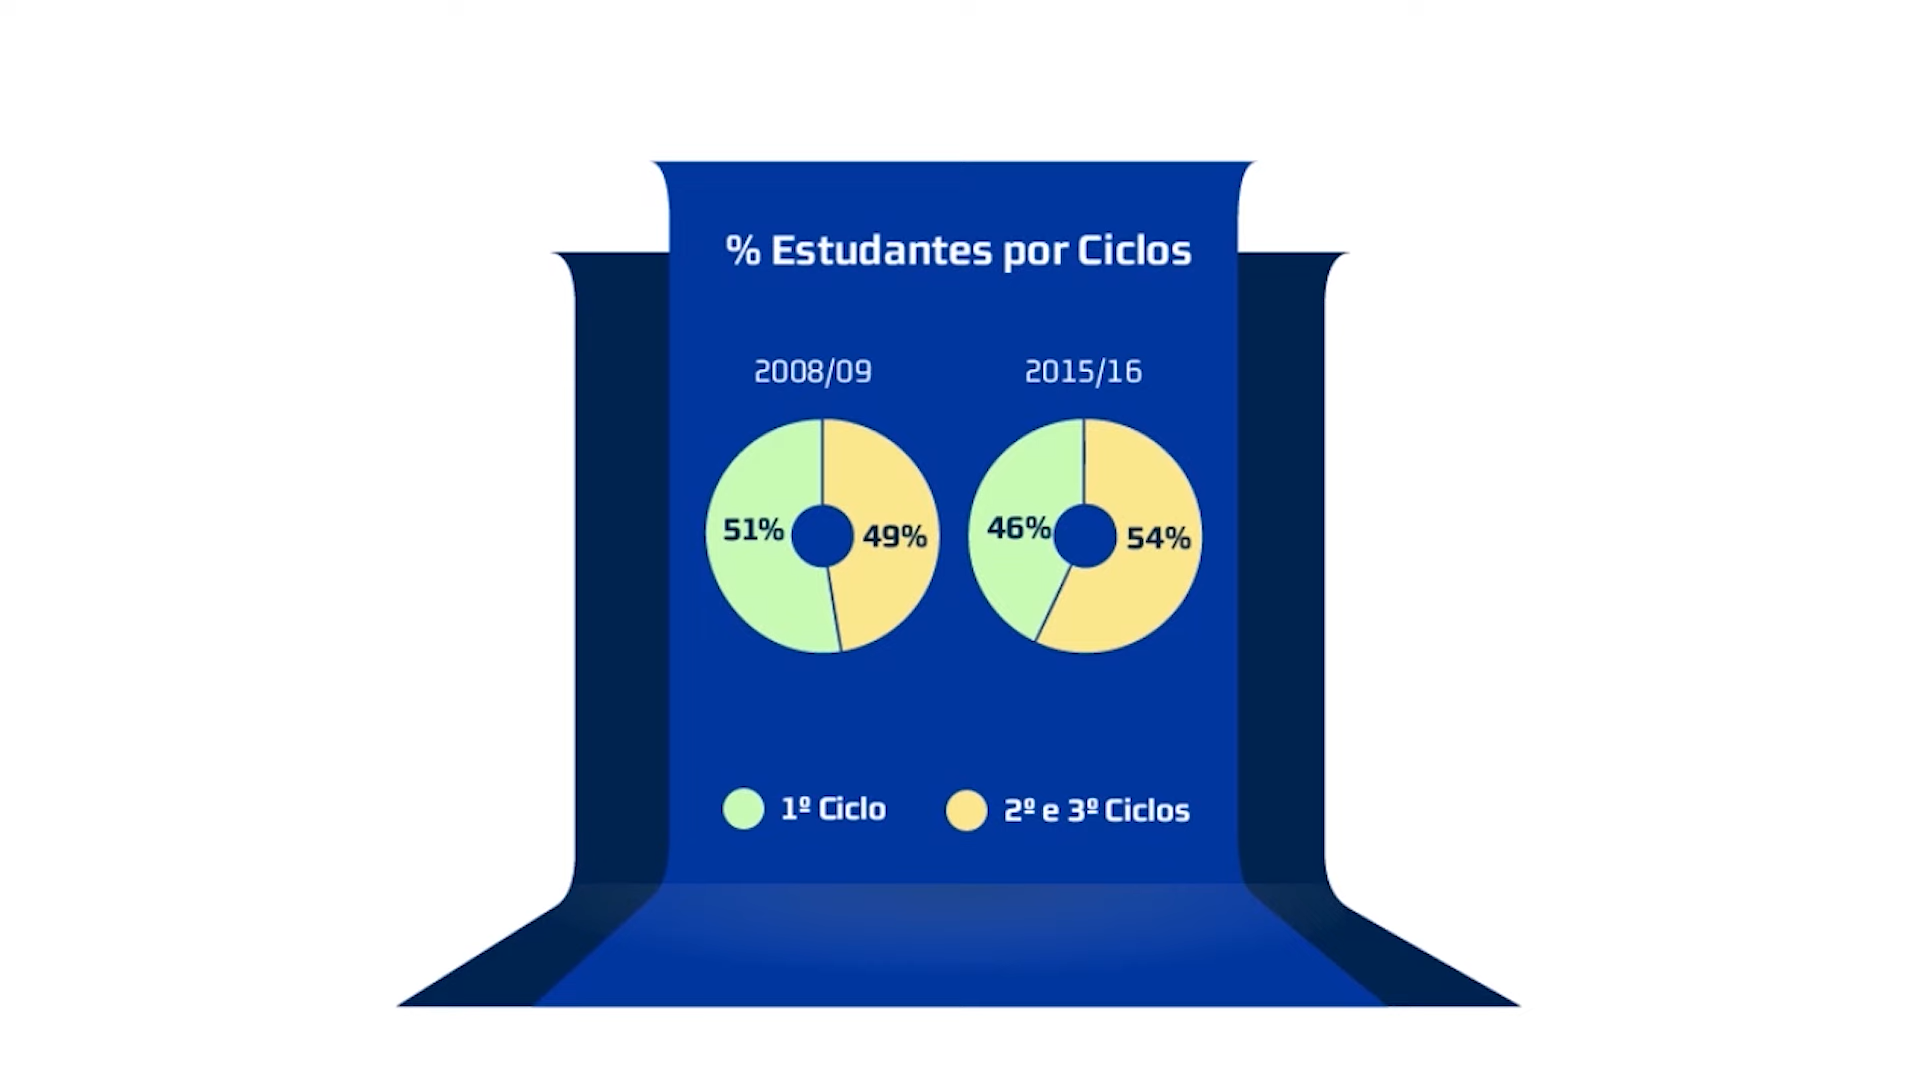 % Estudantes por Ciclos
2008/09
2015/16
51%
49%
46%
54%
1º Ciclo
2º e 3º Ciclos